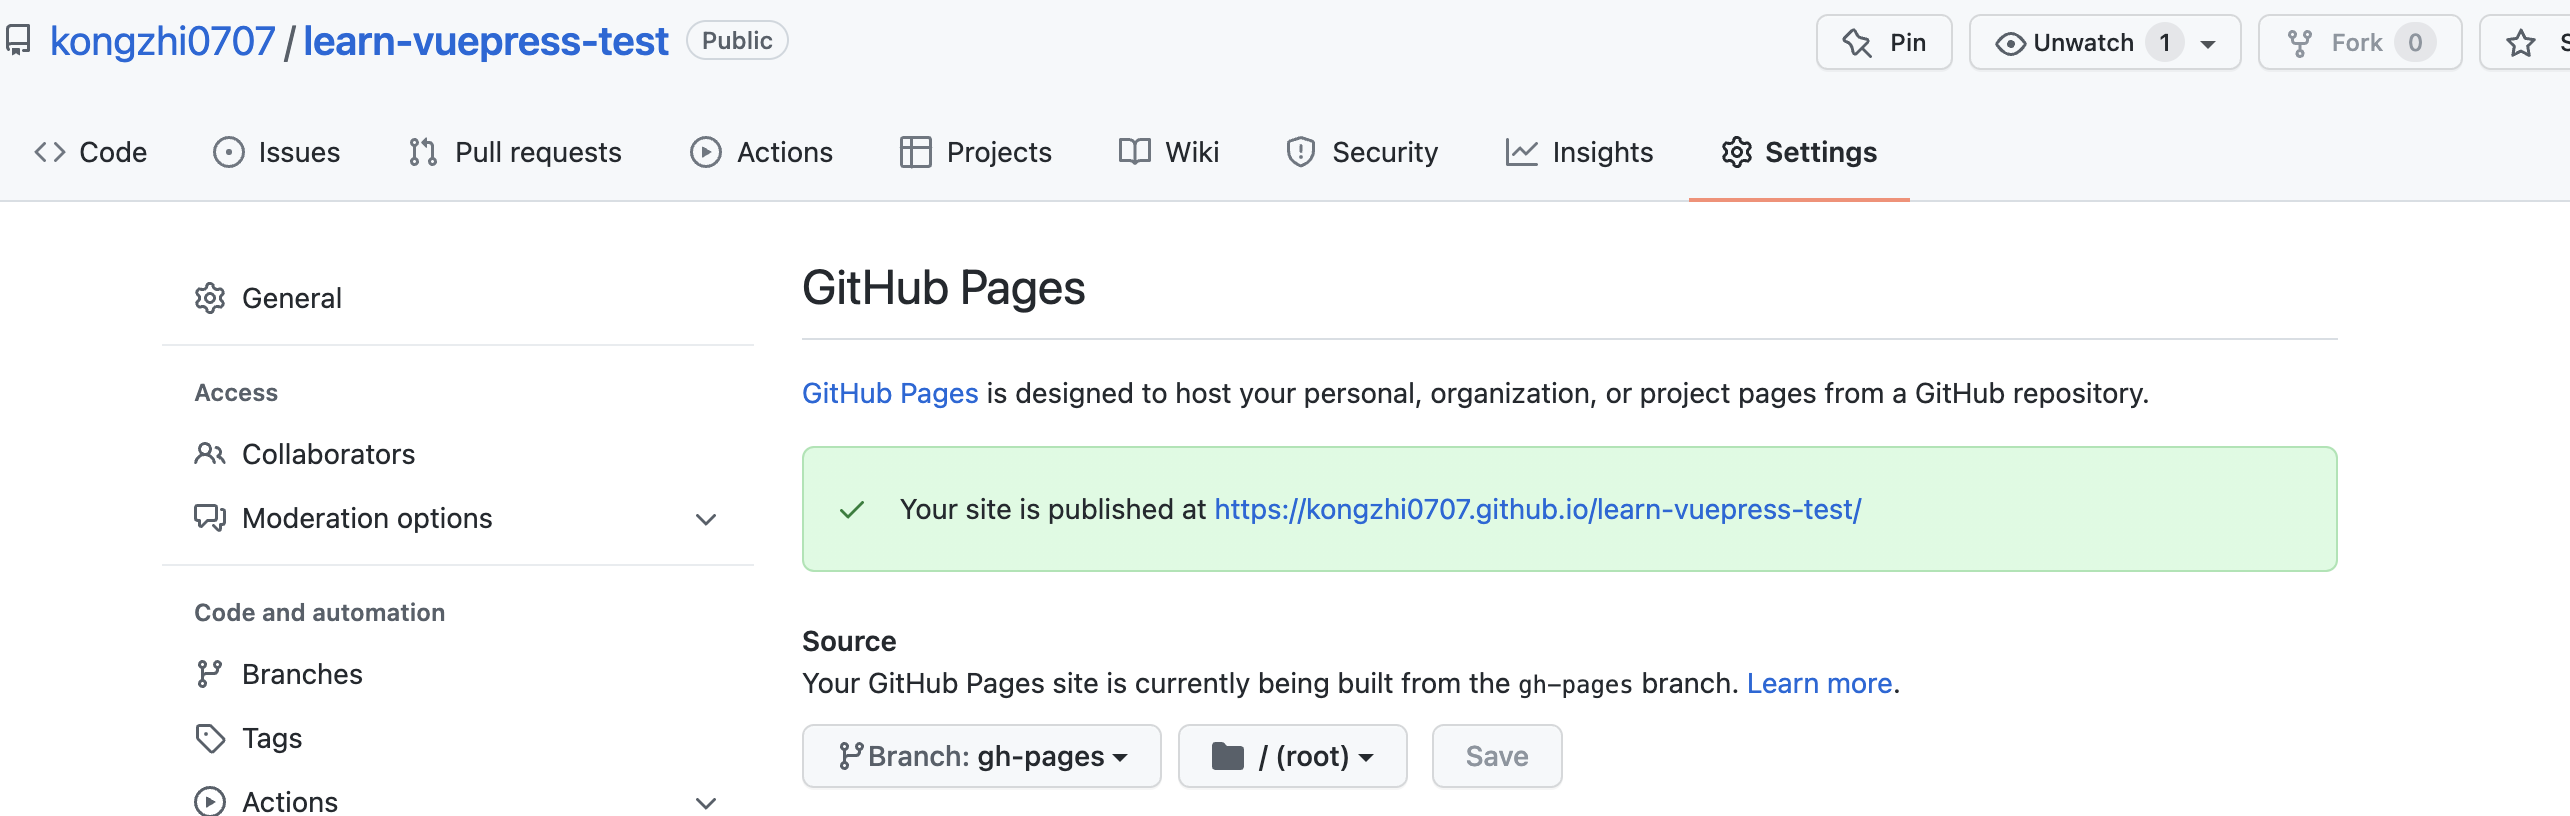 kongzhi0707 / learn-vuepress-test Public Pin Unwatch 1 Fork 0
Code Issues Pull requests Actions Projects Wiki Security Insights Settings
General
Access
Collaborators
Moderation options
Code and automation
Branches
Tags
Actions
GitHub Pages
GitHub Pages is designed to host your personal, organization, or project pages from a GitHub repository.
Your site is published at https://kongzhi0707.github.io/learn-vuepress-test/
Source
Your GitHub Pages site is currently being built from the gh-pages branch. Learn more.
Branch: gh-pages / (root) Save